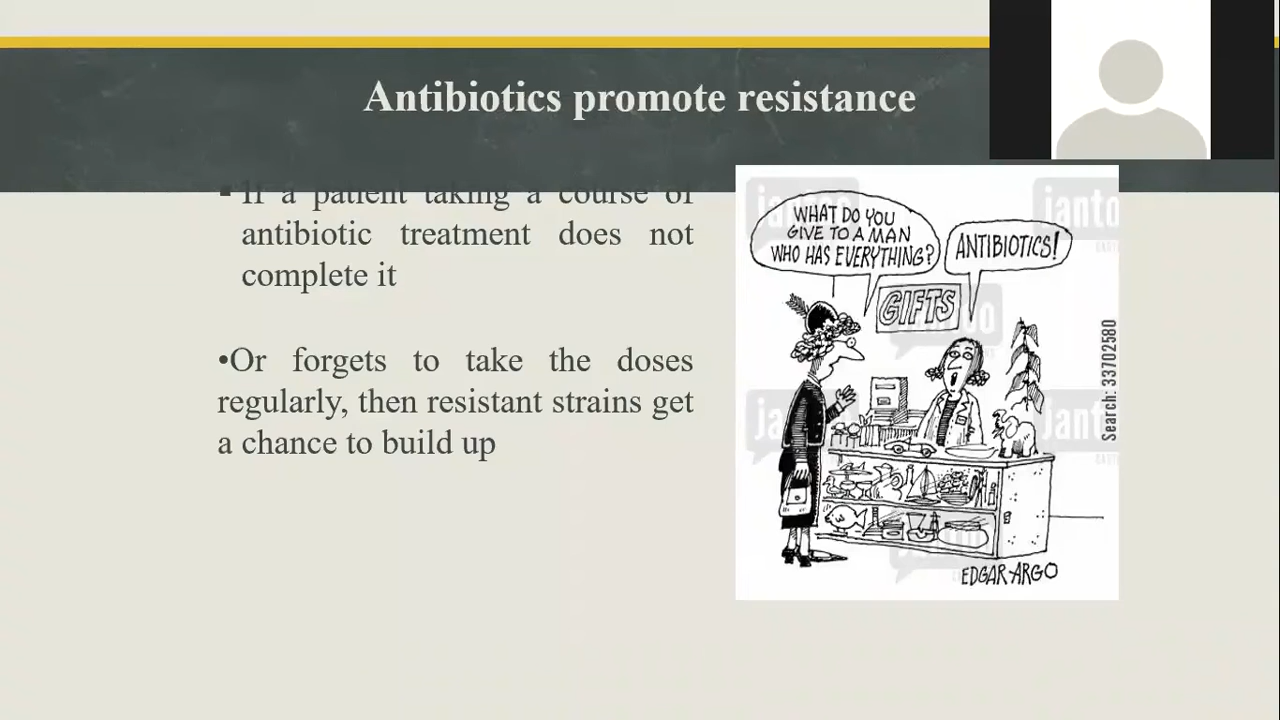 Antibiotics promote resistance
▪ If a patient taking a course of
antibiotic treatment does not
complete it
•Or forgets to take the doses
regularly, then resistant strains get
a chance to build up
WHAT DO YOU
GIVE TO A MAN
WHO HAS EVERYTHING?
ANTIBIOTICS!
GIFTS
EDGAR ARGO
Search: 33702580